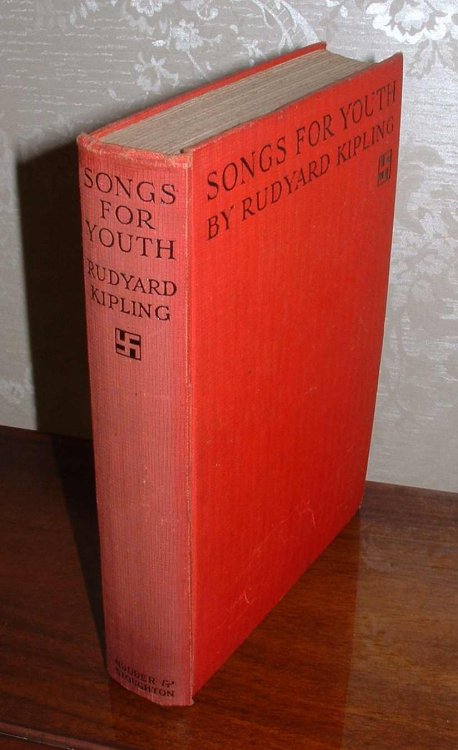 SONGS
FOR
YOUTH
RUDYARD
KIPLING
HODDER &
STOUGHTON
SONGS FOR YOUTH
BY RUDYARD KIPLING